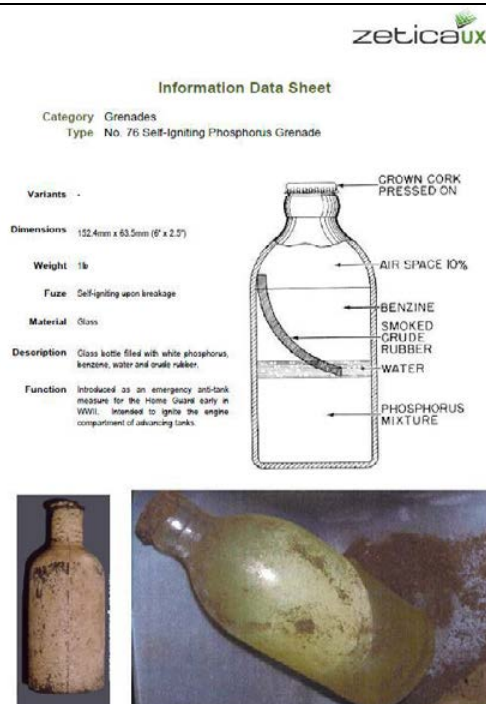 zeticaux
Information Data Sheet
Category Grenades
Type No. 76 Self-Igniting Phosphorus Grenade
Variants -
Dimensions 152.4mm x 63.5mm (6" x 2.5")
Weight 1lb
Fuze Self-igniting upon breakage
Material Glass
Description Glass bottle filled with white phosphorus,
benzene, water and crude rubber.
Function Introduced as an emergency anti-tank
measure for the Home Guard early in
WWII. Intended to ignite the engine
compartment of advancing tanks.
CROWN CORK
PRESSED ON
AIR SPACE 10%
BENZINE
SMOKED
CRUDE
RUBBER
WATER
PHOSPHORUS
MIXTURE